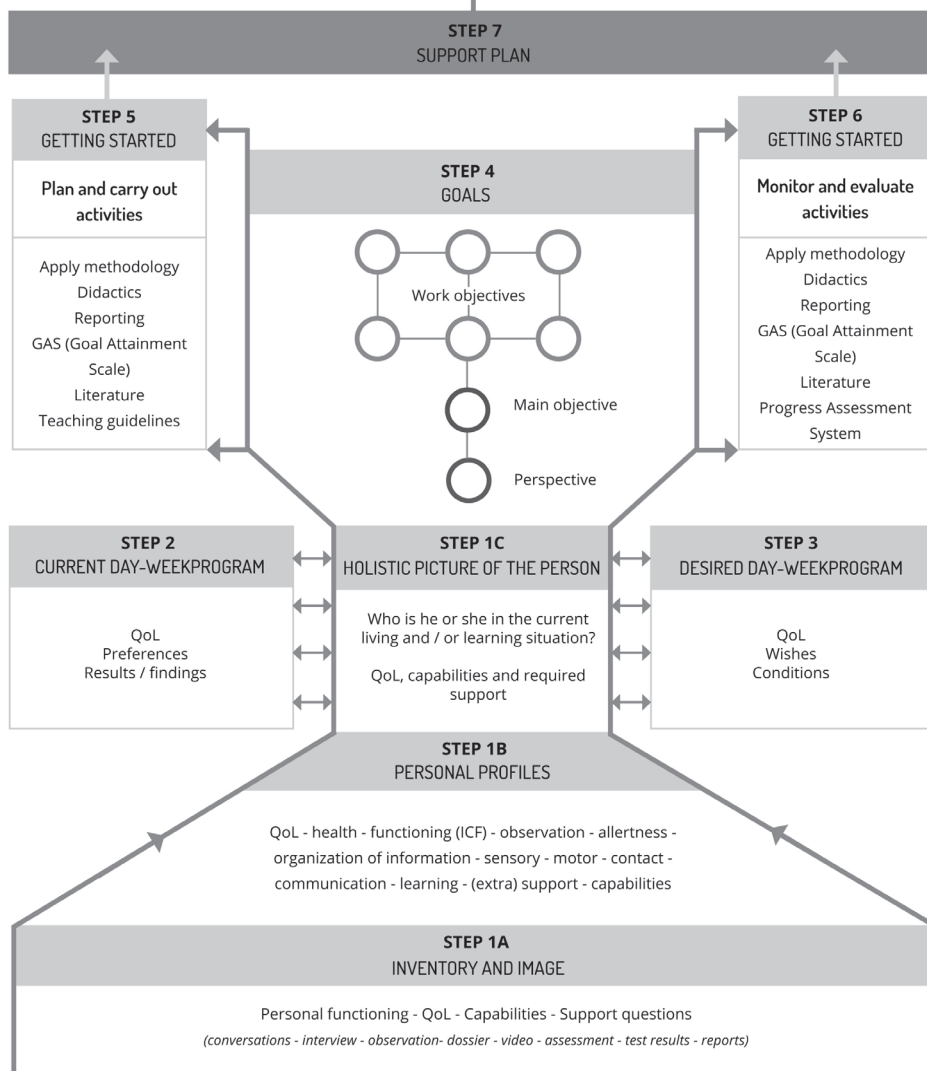 STEP 7
SUPPORT PLAN
STEP 5
GETTING STARTED
Plan and carry out
activities
Apply methodology
Didactics
Reporting
GAS (Goal Attainment
Scale)
Literature
Teaching guidelines
STEP 4
GOALS
Work objectives
Main objective
Perspective
STEP 6
GETTING STARTED
Monitor and evaluate
activities
Apply methodology
Didactics
Reporting
GAS (Goal Attainment
Scale)
Literature
Progress Assessment
System
STEP 2
CURRENT DAY-WEEKPROGRAM
QoL
Preferences
Results / findings
STEP 1C
HOLISTIC PICTURE OF THE PERSON
Who is he or she in the current
living and / or learning situation?
QoL, capabilities and required
support
STEP 3
DESIRED DAY-WEEKPROGRAM
QoL
Wishes
Conditions
STEP 1B
PERSONAL PROFILES
QoL - health - functioning (ICF) - observation - allertness -
organization of information - sensory - motor - contact -
communication - learning - (extra) support - capabilities
STEP 1A
INVENTORY AND IMAGE
Personal functioning - QoL - Capabilities - Support questions
(conversations - interview - observation- dossier - video - assessment - test results - reports)